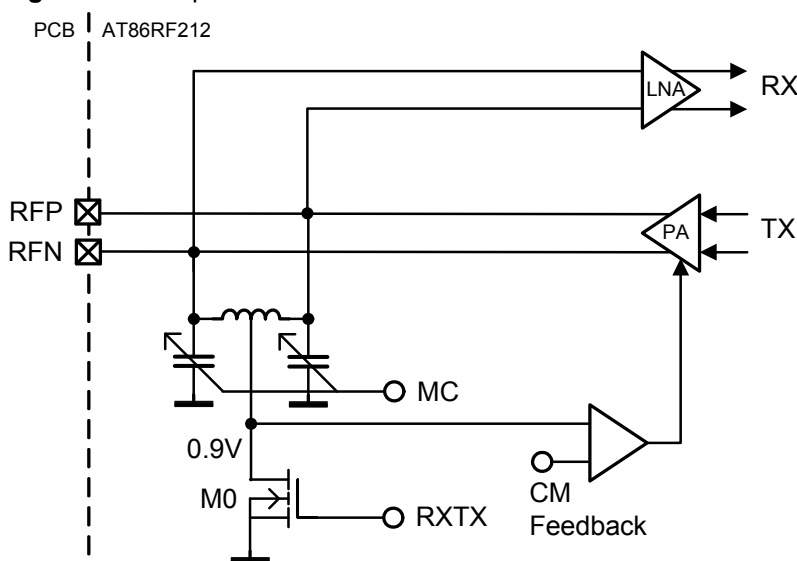 PCB AT86RF212
LNA
RX
RFP
RFN
PA
TX
MC
0.9V
M0
RXTX
CM
Feedback